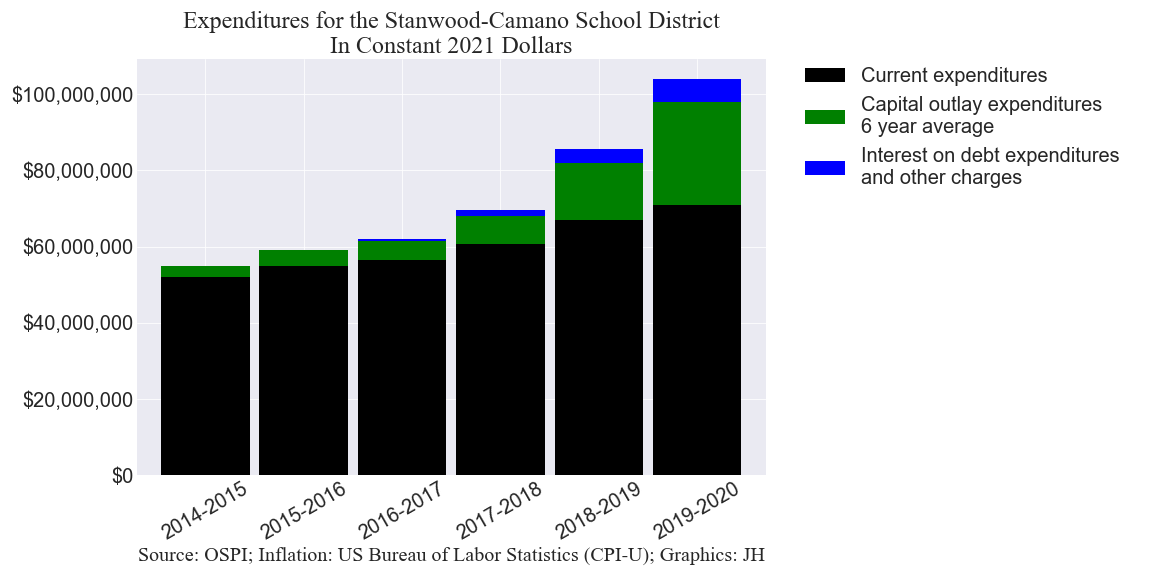 Expenditures for the Stanwood-Camano School District
In Constant 2021 Dollars
$100,000,000
$80,000,000
$60,000,000
$40,000,000
$20,000,000
$0
2014-2015
2015-2016
2016-2017
2017-2018
2018-2019
2019-2020
Source: OSPI; Inflation: US Bureau of Labor Statistics (CPI-U); Graphics: JH
Current expenditures
Capital outlay expenditures
6 year average
Interest on debt expenditures
and other charges